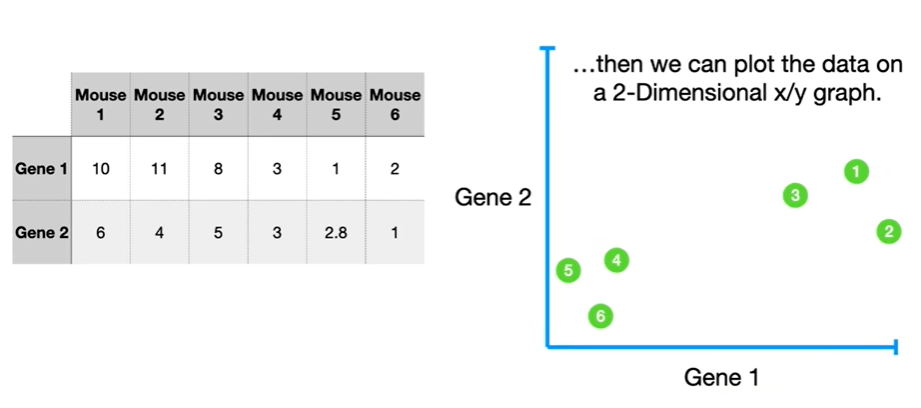 Mouse 1 Mouse 2 Mouse 3 Mouse 4 Mouse 5 Mouse 6
Gene 1 10 11 8 3 1 2
Gene 2 6 4 5 3 2.8 1
...then we can plot the data on
a 2-Dimensional x/y graph.
Gene 2
1
3
2
4
5
6
Gene 1